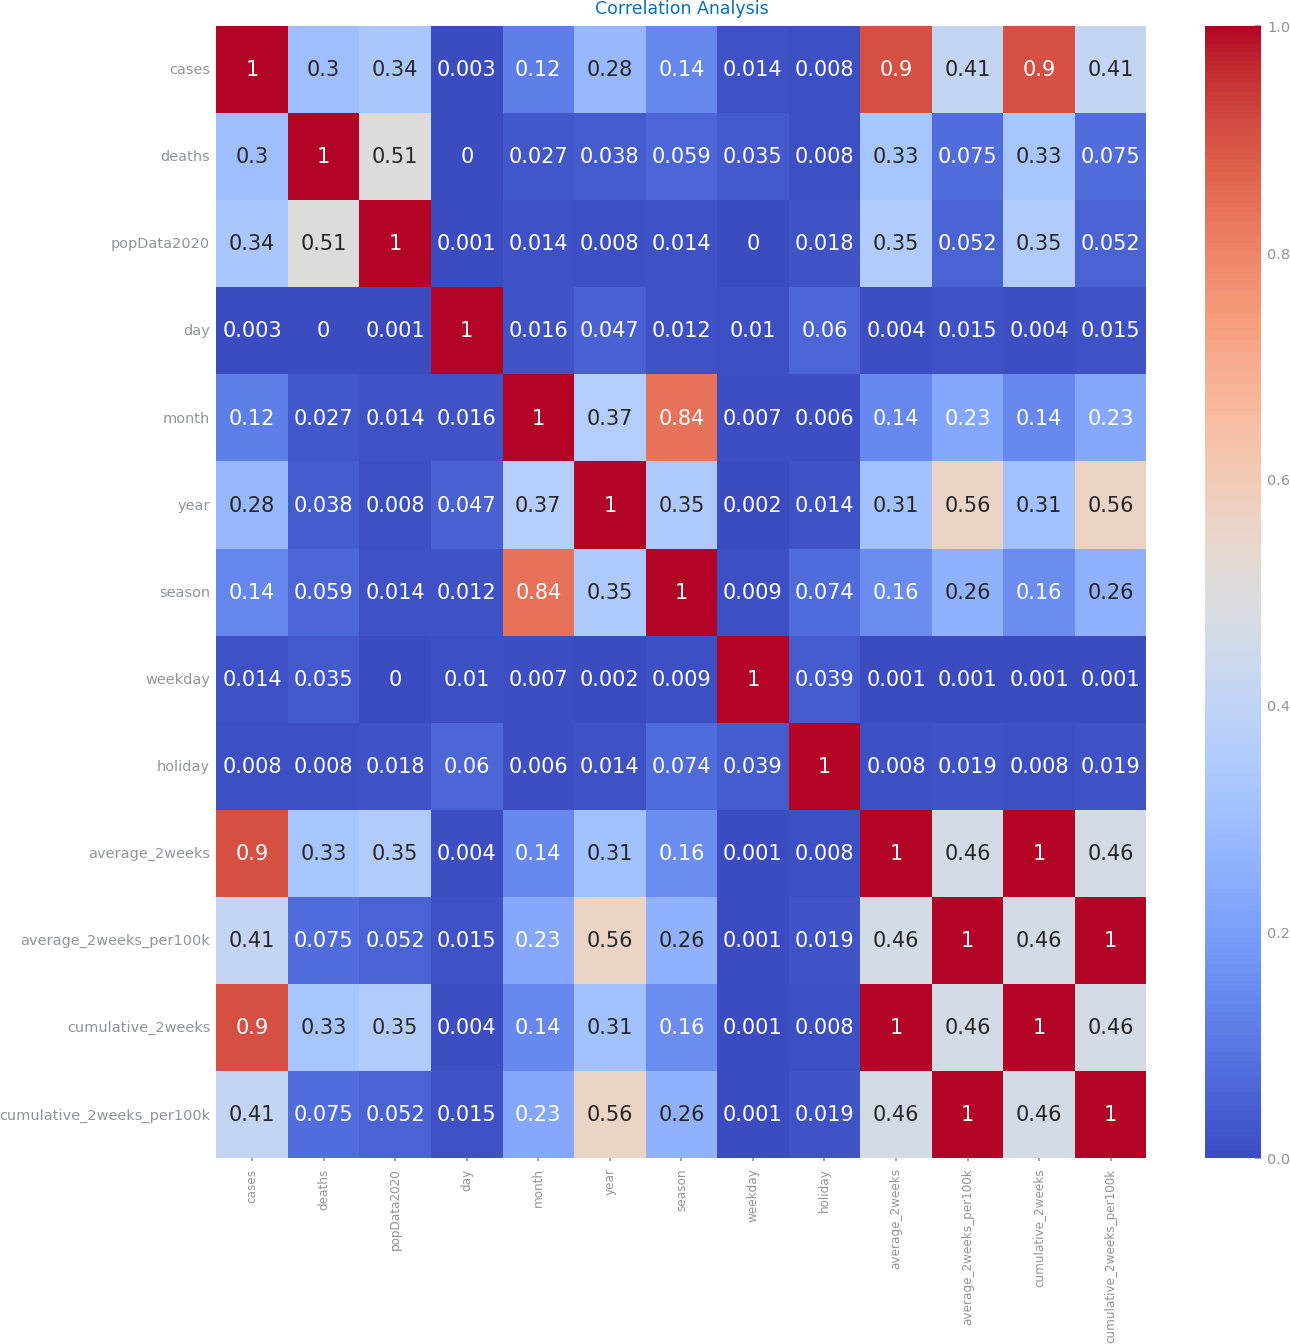 Correlation Analysis
cases 1 0.3 0.34 0.003 0.12 0.28 0.14 0.014 0.008 0.9 0.41 0.9 0.41
deaths 0.3 1 0.51 0 0.027 0.038 0.059 0.035 0.008 0.33 0.075 0.33 0.075
popData2020 0.34 0.51 1 0.001 0.014 0.008 0.014 0 0.018 0.35 0.052 0.35 0.052
day 0.003 0 0.001 1 0.016 0.047 0.012 0.01 0.06 0.004 0.015 0.004 0.015
month 0.12 0.027 0.014 0.016 1 0.37 0.84 0.007 0.006 0.14 0.23 0.14 0.23
year 0.28 0.038 0.008 0.047 0.37 1 0.35 0.002 0.014 0.31 0.56 0.31 0.56
season 0.14 0.059 0.014 0.012 0.84 0.35 1 0.009 0.074 0.16 0.26 0.16 0.26
weekday 0.014 0.035 0 0.01 0.007 0.002 0.009 1 0.039 0.001 0.001 0.001 0.001
holiday 0.008 0.008 0.018 0.06 0.006 0.014 0.074 0.039 1 0.008 0.019 0.008 0.019
average_2weeks 0.9 0.33 0.35 0.004 0.14 0.31 0.16 0.001 0.008 1 0.46 1 0.46
average_2weeks_per100k 0.41 0.075 0.052 0.015 0.23 0.56 0.26 0.001 0.019 0.46 1 0.46 1
cumulative_2weeks 0.9 0.33 0.35 0.004 0.14 0.31 0.16 0.001 0.008 1 0.46 1 0.46
cumulative_2weeks_per100k 0.41 0.075 0.052 0.015 0.23 0.56 0.26 0.001 0.019 0.46 1 0.46 1
cases
deaths
popData2020
day
month
year
season
weekday
holiday
average_2weeks
average_2weeks_per100k
cumulative_2weeks
cumulative_2weeks_per100k
1.0
0.8
0.6
0.4
0.2
0.0